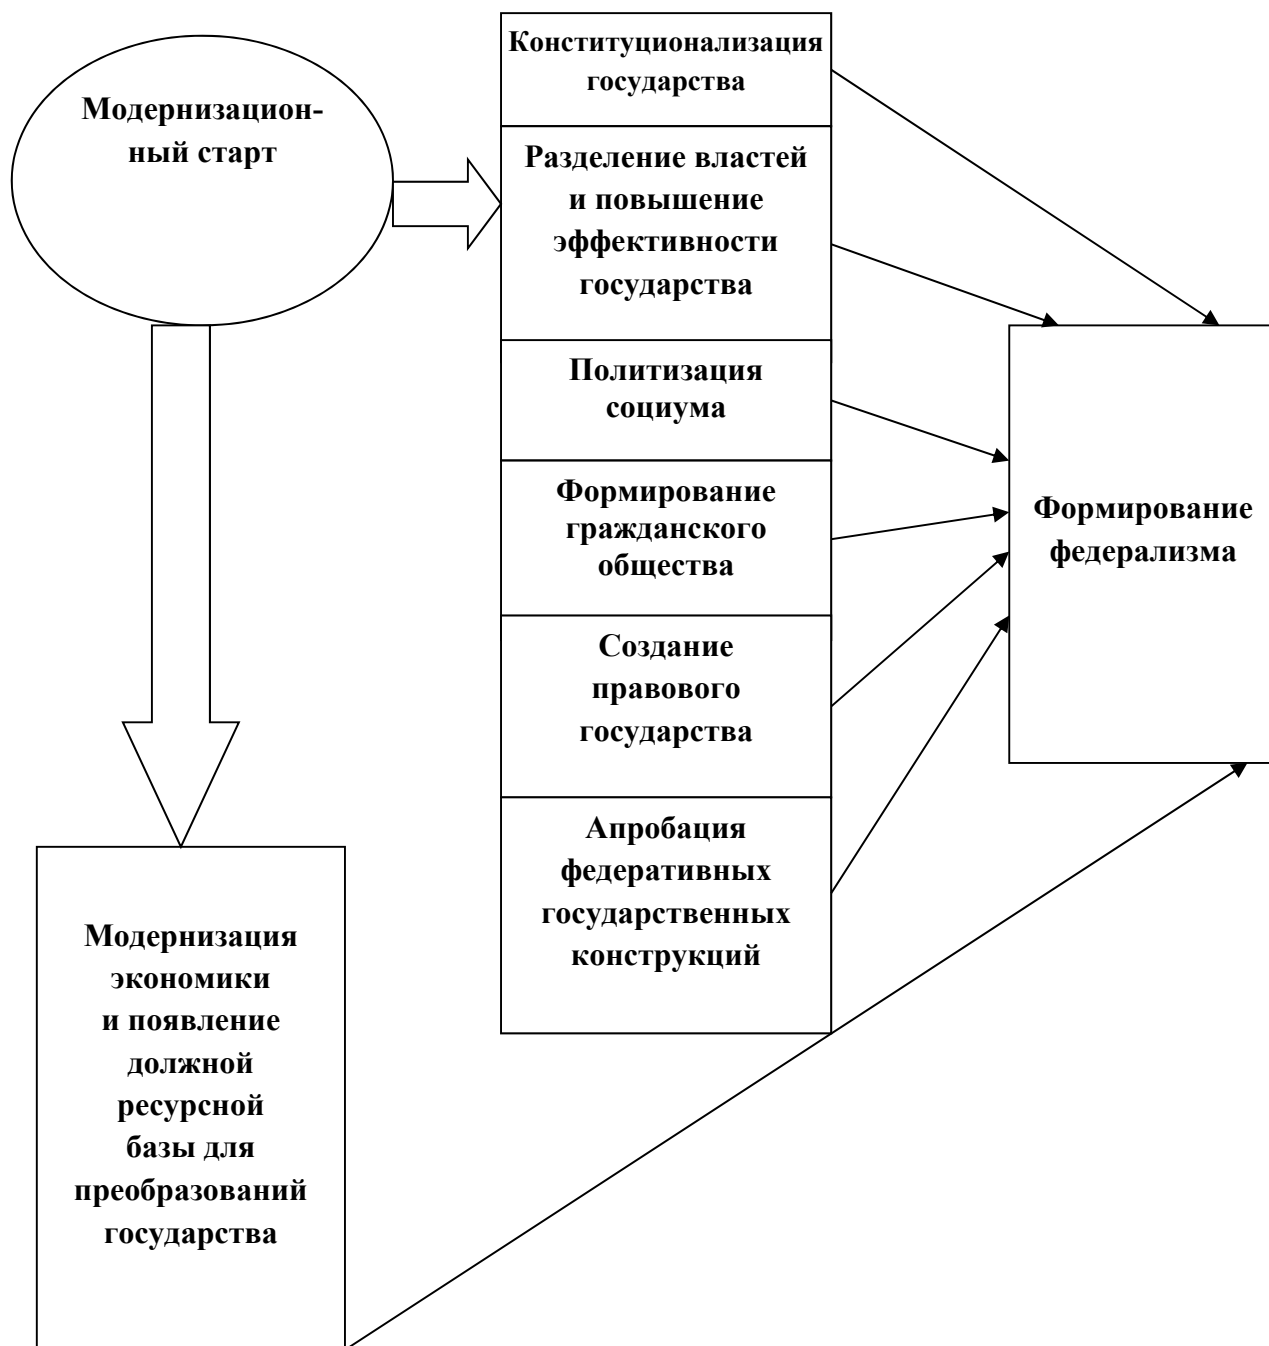 Модернизацион-
ный старт
Конституционализация
государства
Разделение властей
и повышение
эффективности
государства
Политизация
социума
Формирование
гражданского
общества
Создание
правового
государства
Апробация
федеративных
государственных
конструкций
Формирование
федерализма
Модернизация
экономики
и появление
должной
ресурсной
базы для
преобразований
государства